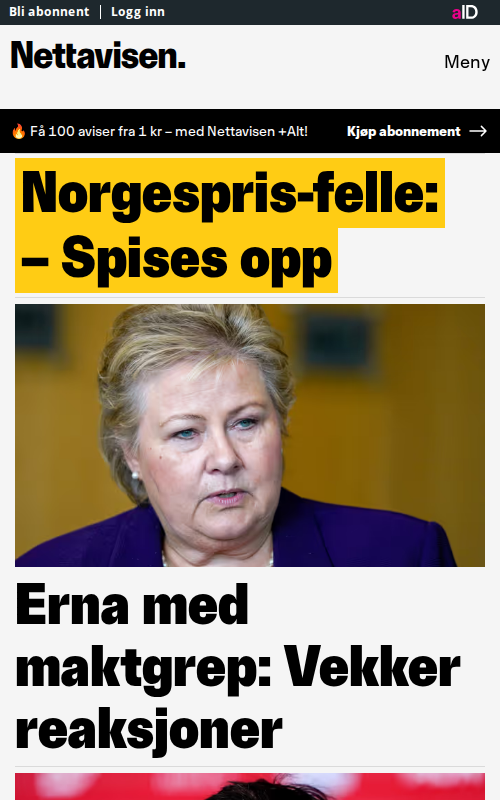 Bli abonnent | Logg inn
aID
Nettavisen.
Meny
🔥 Få 100 aviser fra 1 kr – med Nettavisen +Alt!
Kjøp abonnement →
Norgespris-felle:
– Spises opp
Erna med
maktgrep: Vekker
reaksjoner